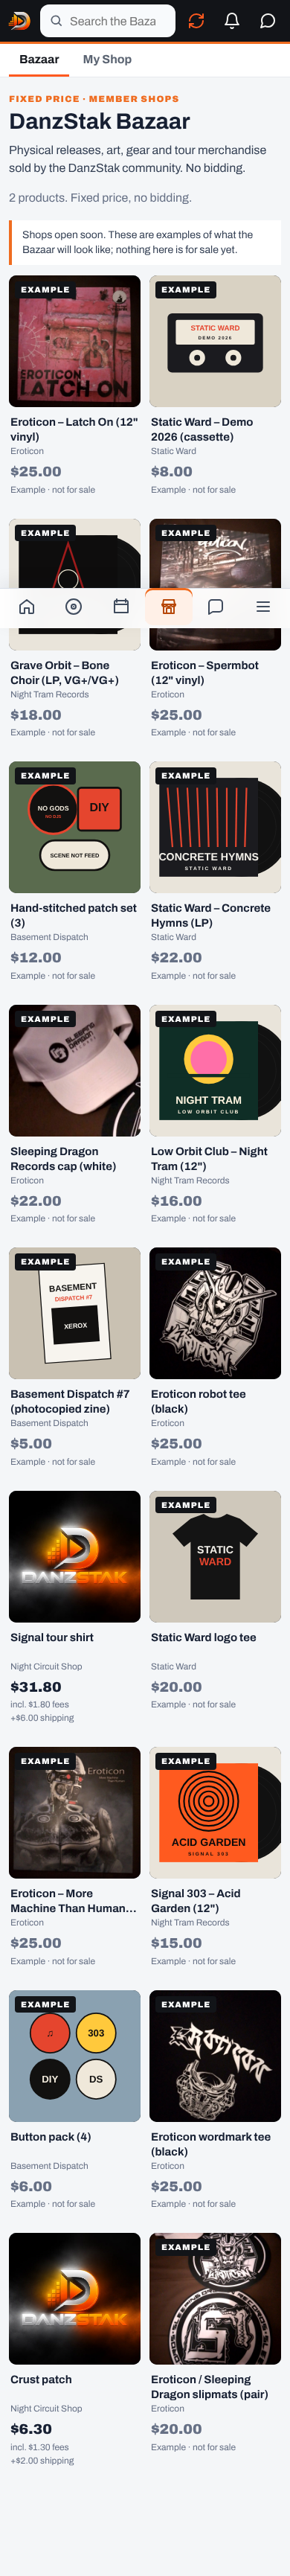 Search the Baza
Bazaar My Shop
FIXED PRICE · MEMBER SHOPS
DanzStak Bazaar
Physical releases, art, gear and tour merchandise
sold by the DanzStak community. No bidding.
2 products. Fixed price, no bidding.
Shops open soon. These are examples of what the
Bazaar will look like; nothing here is for sale yet.
EXAMPLE
EROTICON
LATCH ON
Eroticon – Latch On (12"
vinyl)
Eroticon
$25.00
Example · not for sale
EXAMPLE
STATIC WARD
DEMO 2026
Static Ward – Demo
2026 (cassette)
Static Ward
$8.00
Example · not for sale
EXAMPLE
Grave Orbit – Bone
Choir (LP, VG+/VG+)
Night Tram Records
$18.00
Example · not for sale
EXAMPLE
Eroticon – Spermbot
(12" vinyl)
Eroticon
$25.00
Example · not for sale
EXAMPLE
NO GODS
NO DJS
DIY
SCENE NOT FEED
Hand-stitched patch set
(3)
Basement Dispatch
$12.00
Example · not for sale
EXAMPLE
CONCRETE HYMNS
STATIC WARD
Static Ward – Concrete
Hymns (LP)
Static Ward
$22.00
Example · not for sale
EXAMPLE
SLEEPING
DRAGON
Sleeping Dragon
Records cap (white)
Eroticon
$22.00
Example · not for sale
EXAMPLE
NIGHT TRAM
LOW ORBIT CLUB
Low Orbit Club – Night
Tram (12")
Night Tram Records
$16.00
Example · not for sale
EXAMPLE
BASEMENT
DISPATCH #7
XEROX
Basement Dispatch #7
(photocopied zine)
Basement Dispatch
$5.00
Example · not for sale
EXAMPLE
Eroticon robot tee
(black)
Eroticon
$25.00
Example · not for sale
DANZSTAK
Signal tour shirt
Night Circuit Shop
$31.80
incl. $1.80 fees
+$6.00 shipping
EXAMPLE
STATIC
WARD
Static Ward logo tee
Static Ward
$20.00
Example · not for sale
EXAMPLE
Eroticon
Eroticon – More
Machine Than Human...
Eroticon
$25.00
Example · not for sale
EXAMPLE
ACID GARDEN
SIGNAL 303
Signal 303 – Acid
Garden (12")
Night Tram Records
$15.00
Example · not for sale
EXAMPLE
303
DIY
DS
Button pack (4)
Basement Dispatch
$6.00
Example · not for sale
EXAMPLE
Eroticon wordmark tee
(black)
Eroticon
$25.00
Example · not for sale
DANZSTAK
Crust patch
Night Circuit Shop
$6.30
incl. $1.30 fees
+$2.00 shipping
EXAMPLE
Eroticon / Sleeping
Dragon slipmats (pair)
Eroticon
$20.00
Example · not for sale